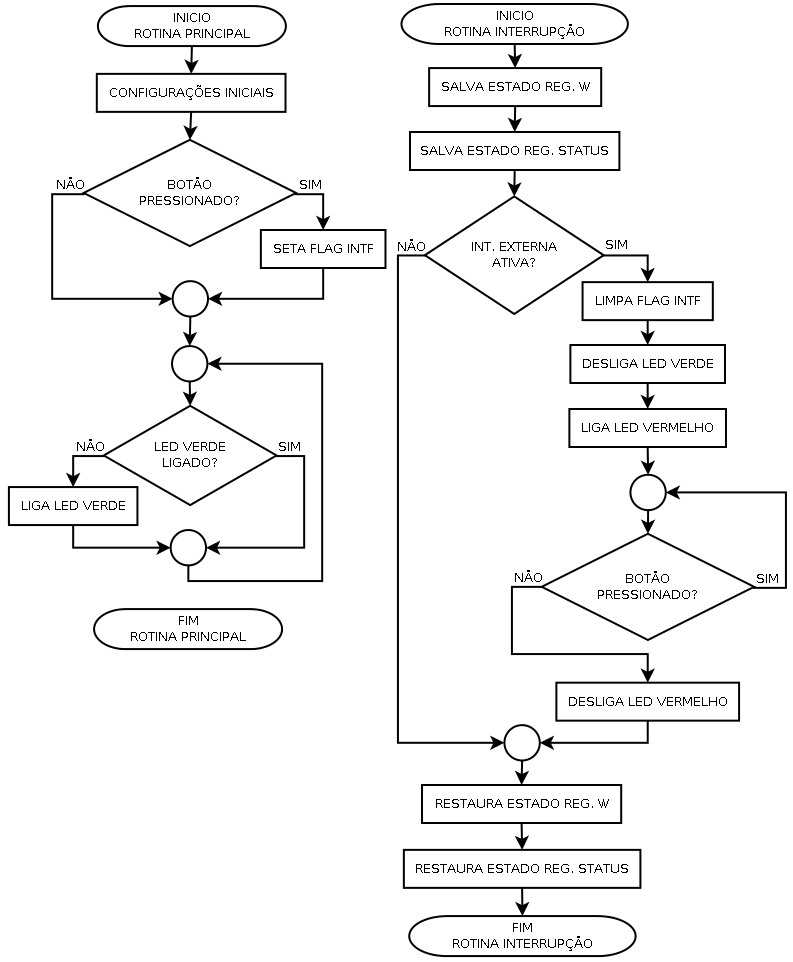 INICIO
ROTINA PRINCIPAL
CONFIGURAÇÕES INICIAIS
BOTÃO
PRESSIONADO?
NÃO
SIM
SETA FLAG INTF
LED VERDE
LIGADO?
NÃO
SIM
LIGA LED VERDE
FIM
ROTINA PRINCIPAL
INICIO
ROTINA INTERRUPÇÃO
SALVA ESTADO REG. W
SALVA ESTADO REG. STATUS
INT. EXTERNA
ATIVA?
NÃO
SIM
LIMPA FLAG INTF
DESLIGA LED VERDE
LIGA LED VERMELHO
BOTÃO
PRESSIONADO?
NÃO
SIM
DESLIGA LED VERMELHO
RESTAURA ESTADO REG. W
RESTAURA ESTADO REG. STATUS
FIM
ROTINA INTERRUPÇÃO